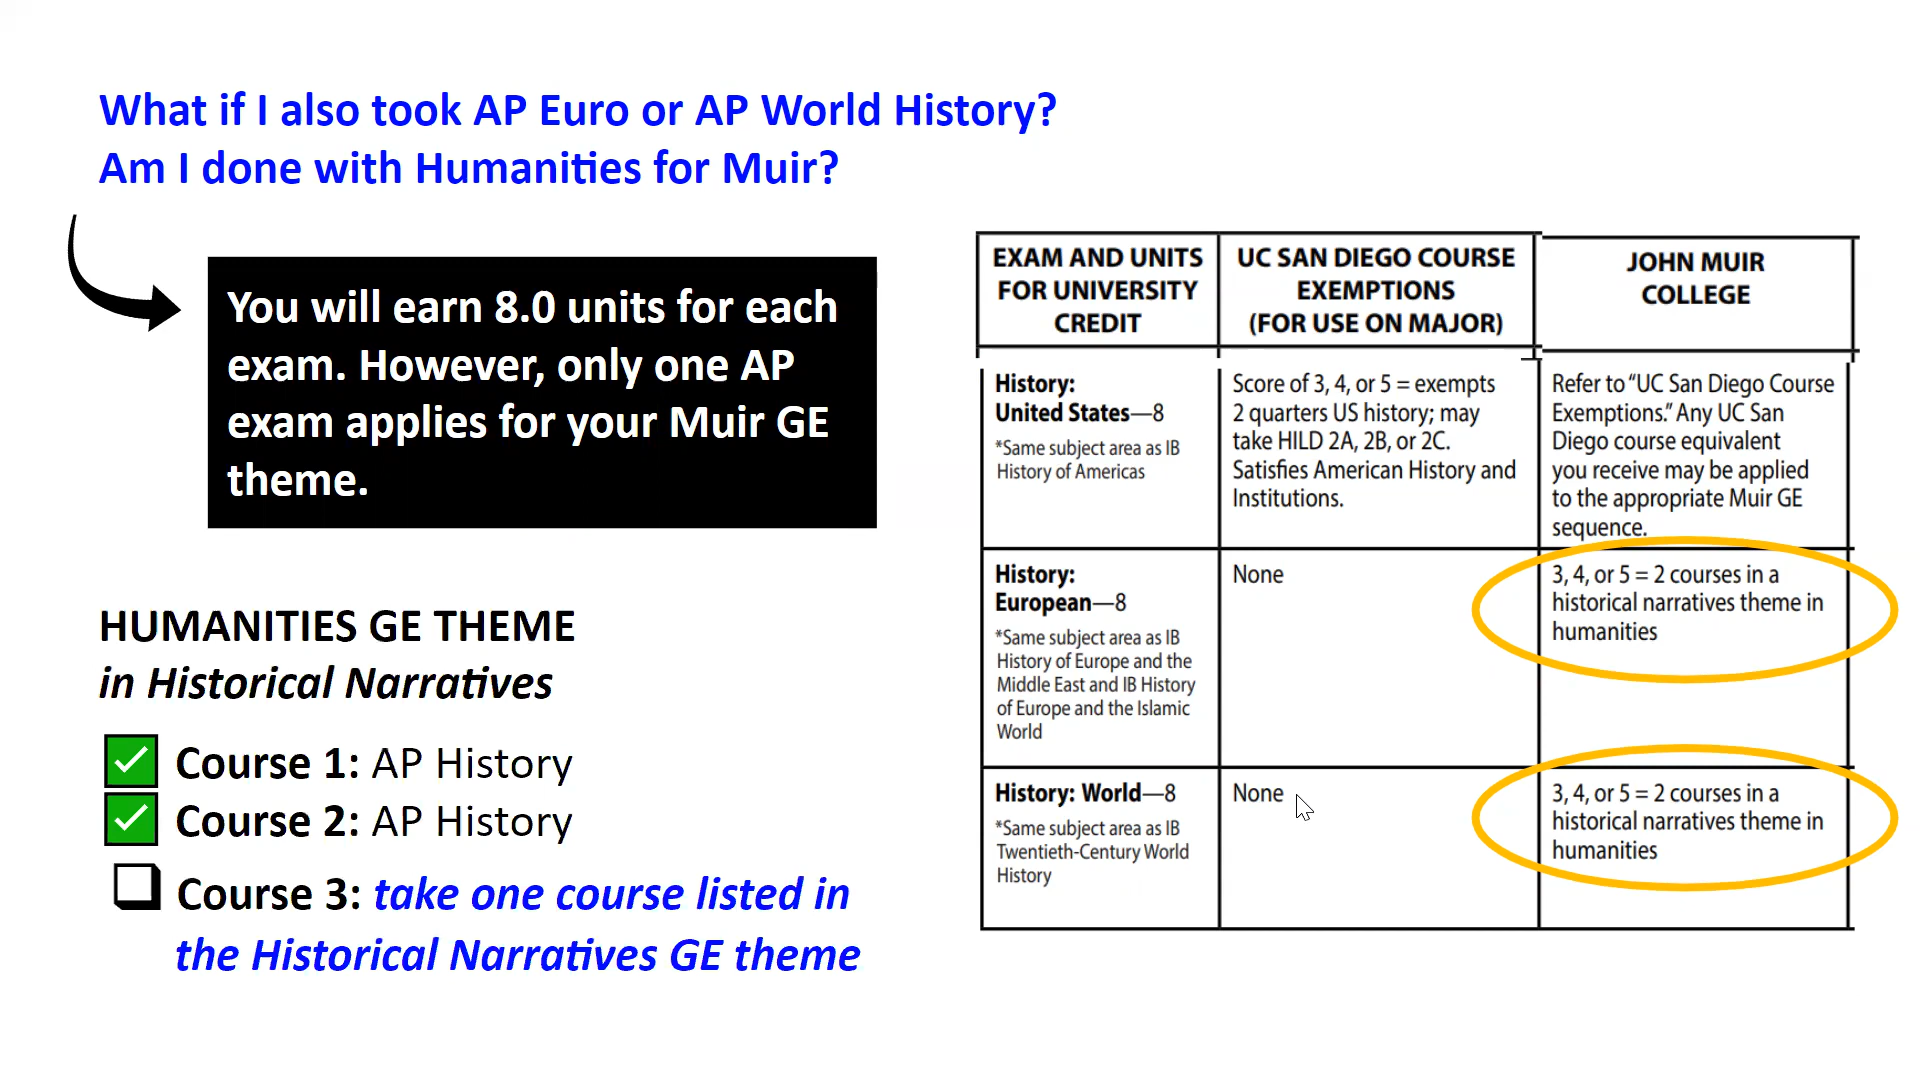 What if I also took AP Euro or AP World History?
Am I done with Humanities for Muir?
You will earn 8.0 units for each
exam. However, only one AP
exam applies for your Muir GE
theme.
HUMANITIES GE THEME
in Historical Narratives
Course 1: AP History
Course 2: AP History
Course 3: take one course listed in
the Historical Narratives GE theme
EXAM AND UNITS
FOR UNIVERSITY
CREDIT
UC SAN DIEGO COURSE
EXEMPTIONS
(FOR USE ON MAJOR)
JOHN MUIR
COLLEGE
History:
United States—8
*Same subject area as IB
History of Americas
Score of 3, 4, or 5 = exempts
2 quarters US history; may
take HILD 2A, 2B, or 2C.
Satisfies American History and
Institutions.
Refer to “UC San Diego Course
Exemptions.” Any UC San
Diego course equivalent
you receive may be applied
to the appropriate Muir GE
sequence.
History:
European—8
*Same subject area as IB
History of Europe and the
Middle East and IB History
of Europe and the Islamic
World
None
3, 4, or 5 = 2 courses in a
historical narratives theme in
humanities
History: World—8
*Same subject area as IB
Twentieth-Century World
History
None
3, 4, or 5 = 2 courses in a
historical narratives theme in
humanities